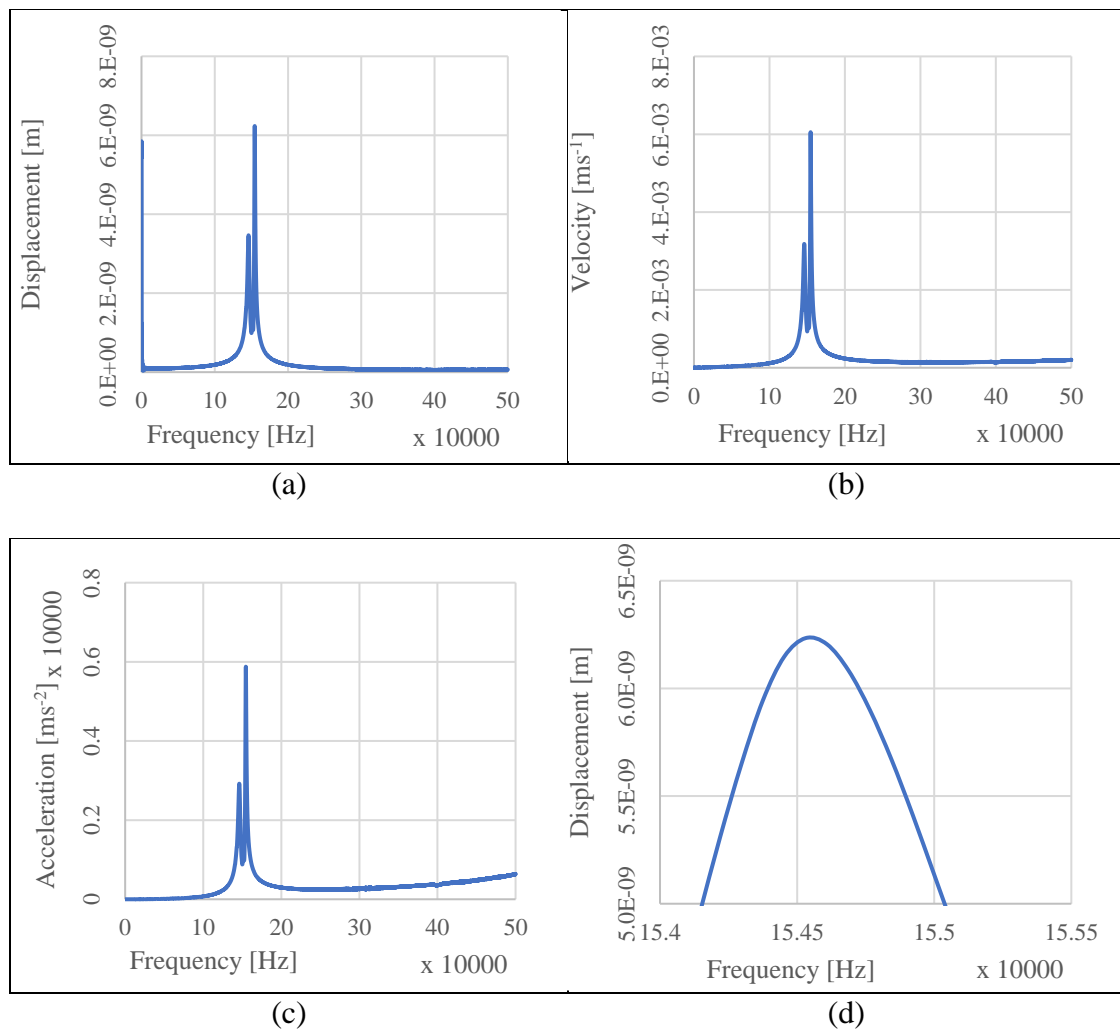 Displacement [m]
8.E-09
6.E-09
4.E-09
2.E-09
0.E+00
0 10 20 30 40 50
Frequency [Hz] x 10000
(a)
Velocity [ms-1]
8.E-03
6.E-03
4.E-03
2.E-03
0.E+00
0 10 20 30 40 50
Frequency [Hz] x 10000
(b)
Acceleration [ms-2] x 10000
0.8
0.6
0.4
0.2
0
0 10 20 30 40 50
Frequency [Hz] x 10000
(c)
Displacement [m]
6.5E-09
6.0E-09
5.5E-09
5.0E-09
15.4 15.45 15.5 15.55
Frequency [Hz] x 10000
(d)